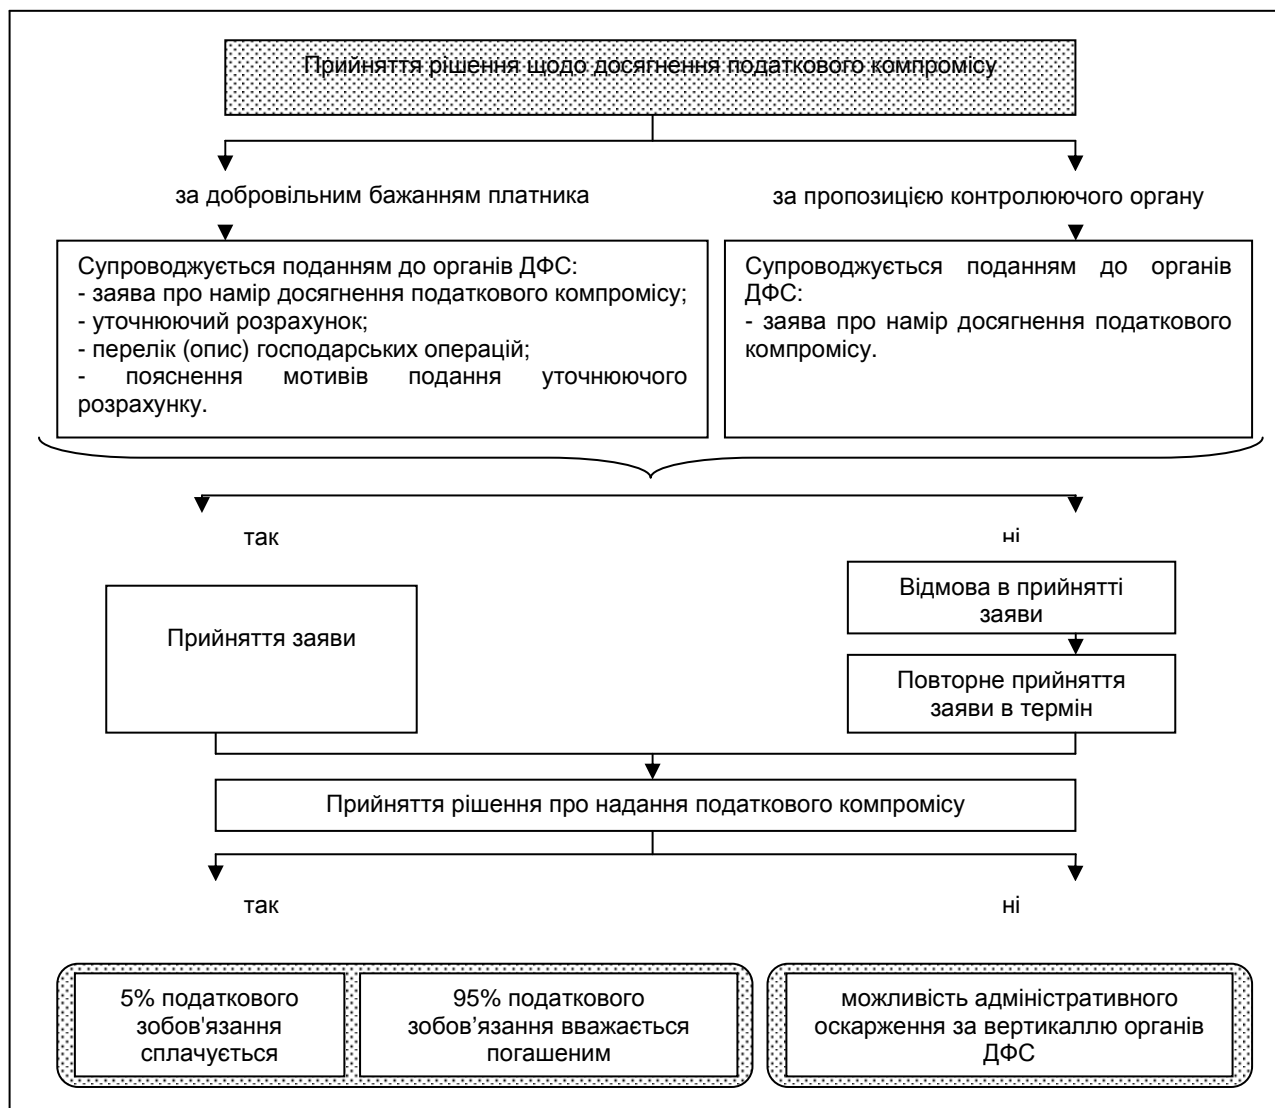 Прийняття рішення щодо досягнення податкового компромісу
за добровільним бажанням платника
за пропозицією контролюючого органу
Супроводжується поданням до органів ДФС:
- заява про намір досягнення податкового компромісу;
- уточнюючий розрахунок;
- перелік (опис) господарських операцій;
- пояснення мотивів подання уточнюючого
розрахунку.
Супроводжується поданням до органів
ДФС:
- заява про намір досягнення податкового
компромісу.
так
ні
Прийняття заяви
Відмова в прийнятті
заяви
Повторне прийняття
заяви в термін
Прийняття рішення про надання податкового компромісу
так
ні
5% податкового
зобов'язання
сплачується
95% податкового
зобов’язання вважається
погашеним
можливість адміністративного
оскарження за вертикаллю органів
ДФС